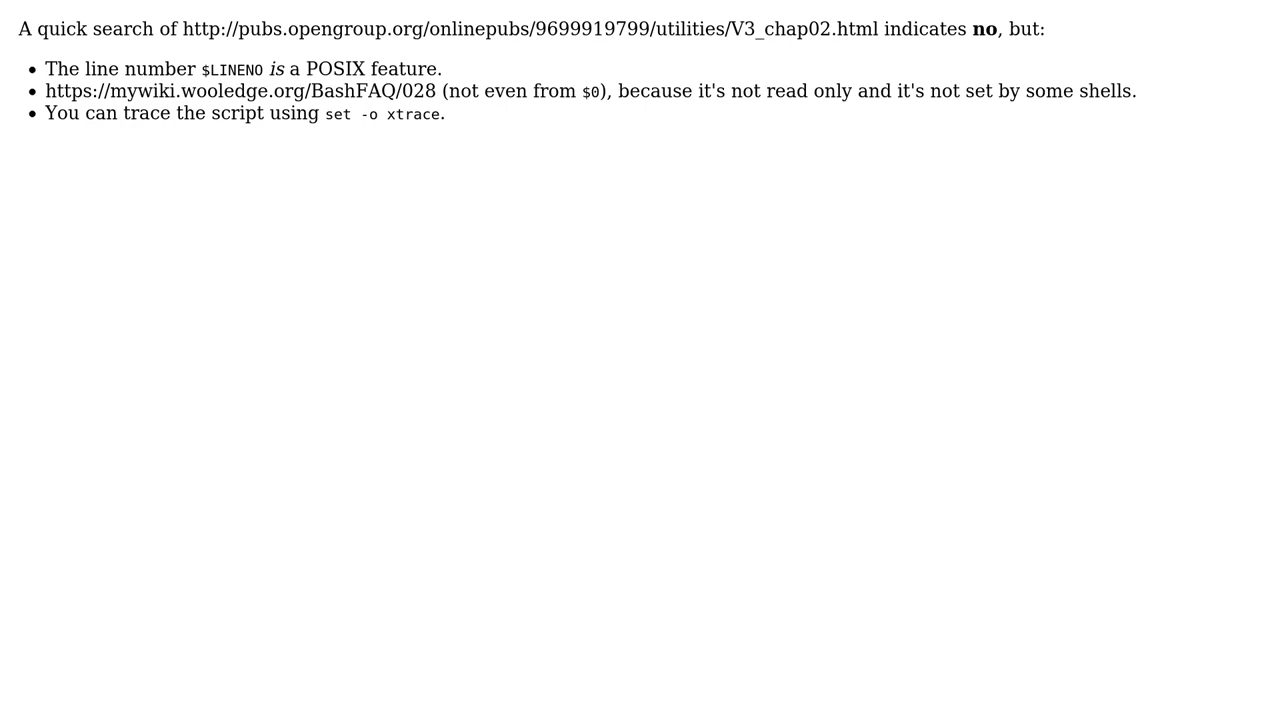 A quick search of http://pubs.opengroup.org/onlinepubs/9699919799/utilities/V3_chap02.html indicates no, but:
• The line number $LINENO is a POSIX feature.
• https://mywiki.wooledge.org/BashFAQ/028 (not even from $0), because it's not read only and it's not set by some shells.
• You can trace the script using set -o xtrace.